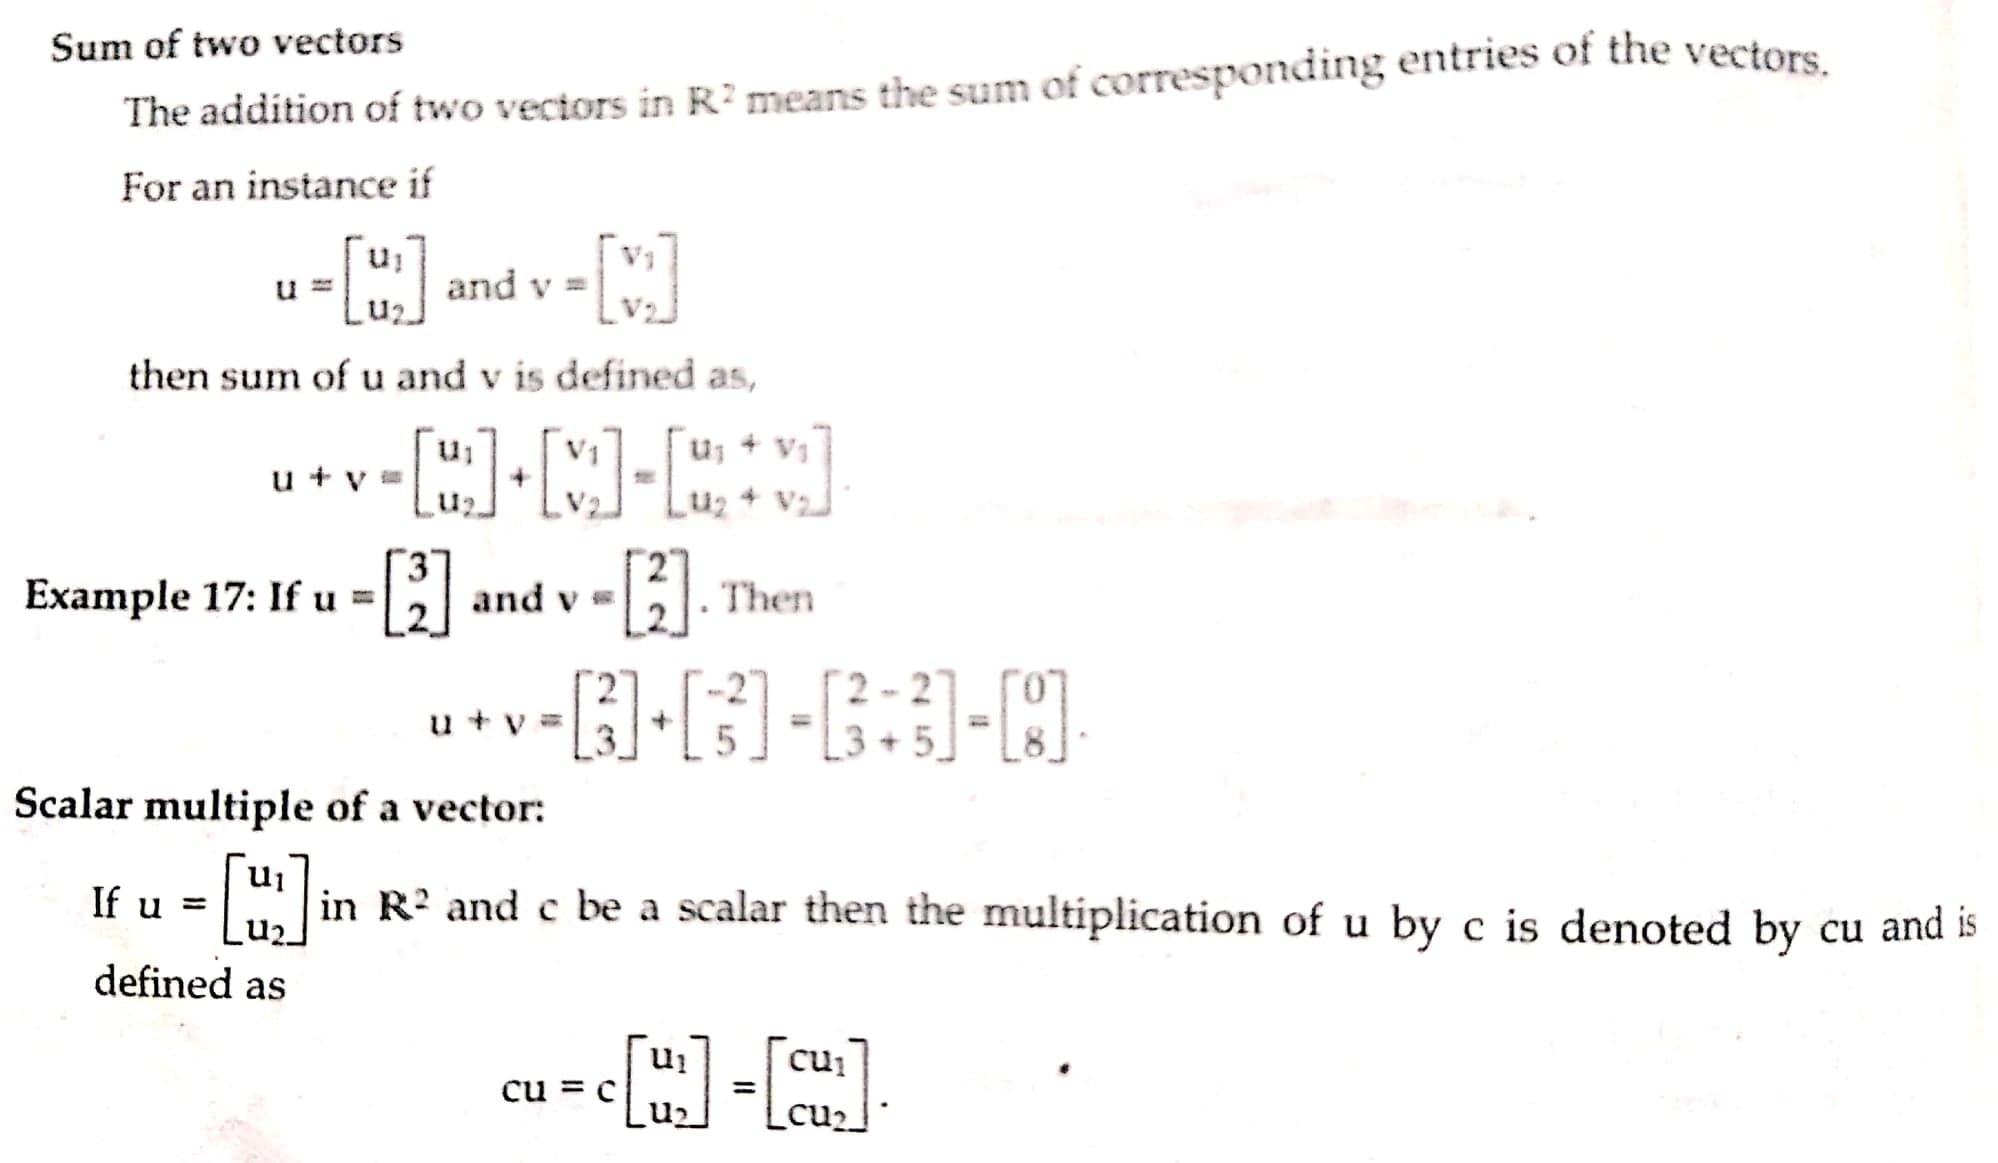 Sum of two vectors
The addition of two vectors in R² means the sum of corresponding entries of the vectors.
For an instance if
u = [u₁ u₂] and v = [v₁ v₂]
then sum of u and v is defined as,
u + v = [u₁ u₂] + [v₁ v₂] = [u₁ + v₁ u₂ + v₂].
Example 17: If u = [3 2] and v = [2 2]. Then
u + v = [2 3] + [-2 5] = [2 - 2 3 + 5] = [0 8].
Scalar multiple of a vector:
If u = [u₁ u₂] in R² and c be a scalar then the multiplication of u by c is denoted by cu and is
defined as
cu = c[u₁ u₂] = [cu₁ cu₂].